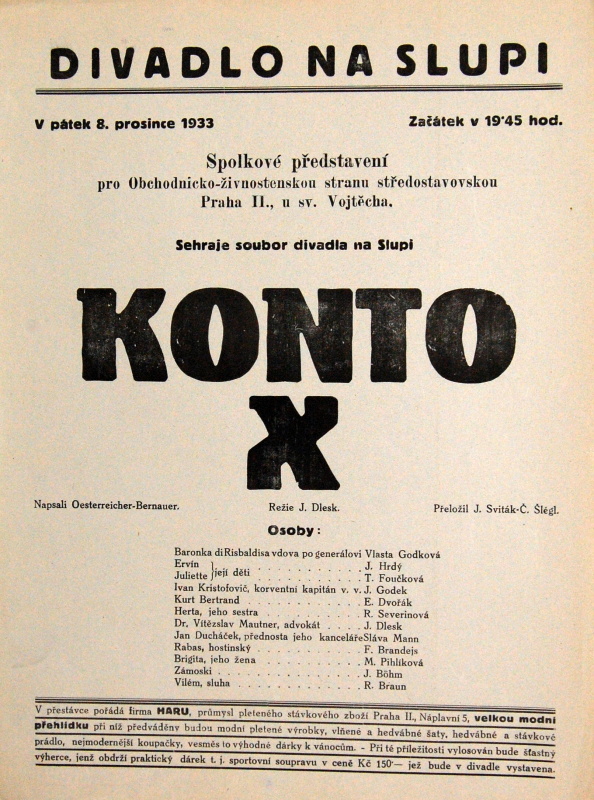 DIVADLO NA SLUPI
V pátek 8. prosince 1933 Začátek v 19·45 hod.
Spolkové představení
pro Obchodnicko-živnostenskou stranu středostavovskou
Praha II., u sv. Vojtěcha.
Sehraje soubor divadla na Slupi
KONTO
X
Napsali Oesterreicher-Bernauer. Režie J. Dlesk. Přeložil J. Sviták-Č. Šlégl.
Osoby:
Baronka di Risbaldisa vdova po generálovi Vlasta Godková
Ervín } její děti . . . . . . . . . . J. Hrdý
Juliette } T. Foučková
Ivan Kristofovič, korventní kapitán v. v. J. Godek
Kurt Bertrand . . . . . . . . . . E. Dvořák
Herta, jeho sestra . . . . . . . . . R. Severinová
Dr. Vítězslav Mautner, advokát . . . . J. Dlesk
Jan Ducháček, přednosta jeho kanceláře Sláva Mann
Rabas, hostinský . . . . . . . . . F. Brandejs
Brigita, jeho žena . . . . . . . . . M. Pihlíková
Zámoski . . . . . . . . . . . . . J. Böhm
Vilém, sluha . . . . . . . . . . . R. Braun
V přestávce pořádá firma HARU, průmysl pleteného stávkového zboží Praha II., Náplavní 5, velkou modní
přehlídku při níž předváděny budou modní pletené výrobky, vlněné a hedvábné šaty, hedvábné a stávkové
prádlo, nejmodernější koupačky, vesměs to výhodné dárky k vánocům. - Při té příležitosti vylosován bude šťastný
výherce, jenž obdrží praktický dárek t. j. sportovní soupravu v ceně Kč 150·— jež bude v divadle vystavena.